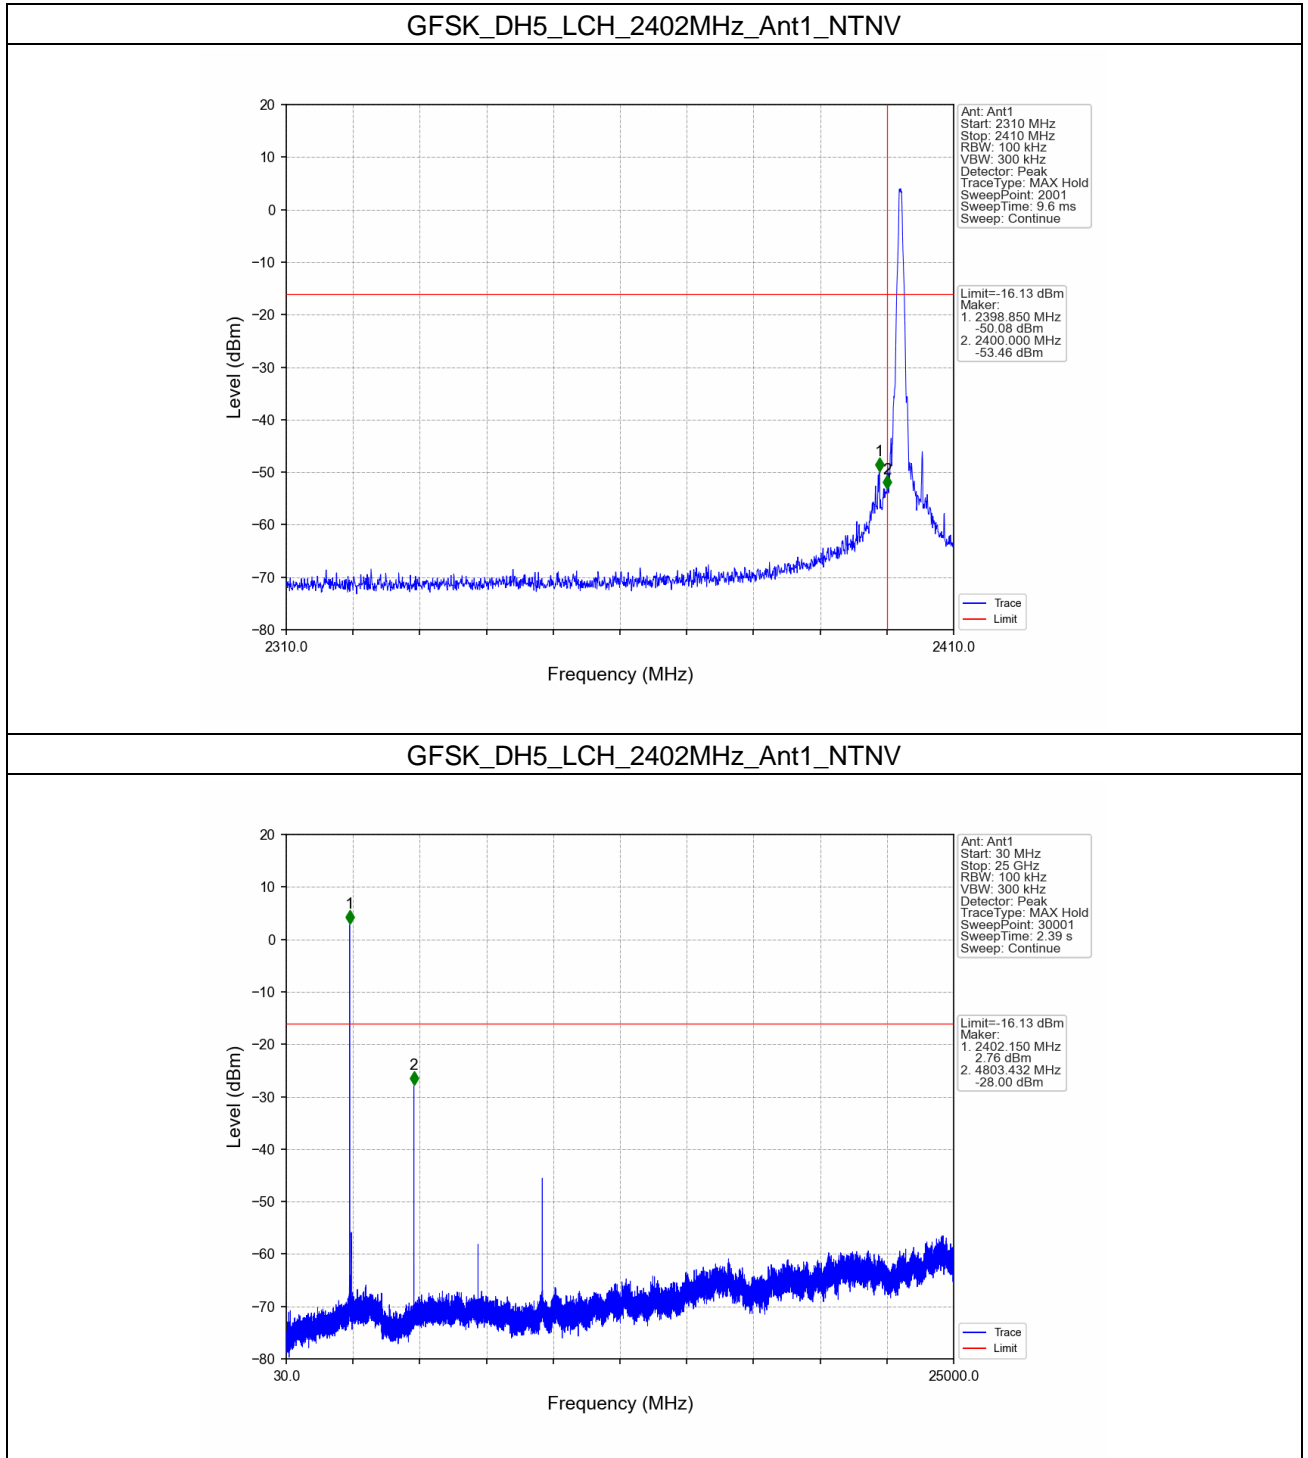 GFSK_DH5_LCH_2402MHz_Ant1_NTNV
20
10
0
−10
−20
−30
−40
−50
−60
−70
−80
Level (dBm)
2310.0
2410.0
Frequency (MHz)
1
2
Ant: Ant1
Start: 2310 MHz
Stop: 2410 MHz
RBW: 100 kHz
VBW: 300 kHz
Detector: Peak
TraceType: MAX Hold
SweepPoint: 2001
SweepTime: 9.6 ms
Sweep: Continue
Limit=-16.13 dBm
Maker:
1. 2398.850 MHz
-50.08 dBm
2. 2400.000 MHz
-53.46 dBm
Trace
Limit
GFSK_DH5_LCH_2402MHz_Ant1_NTNV
20
10
0
−10
−20
−30
−40
−50
−60
−70
−80
Level (dBm)
30.0
25000.0
Frequency (MHz)
1
2
Ant: Ant1
Start: 30 MHz
Stop: 25 GHz
RBW: 100 kHz
VBW: 300 kHz
Detector: Peak
TraceType: MAX Hold
SweepPoint: 30001
SweepTime: 2.39 s
Sweep: Continue
Limit=-16.13 dBm
Maker:
1. 2402.150 MHz
2.76 dBm
2. 4803.432 MHz
-28.00 dBm
Trace
Limit